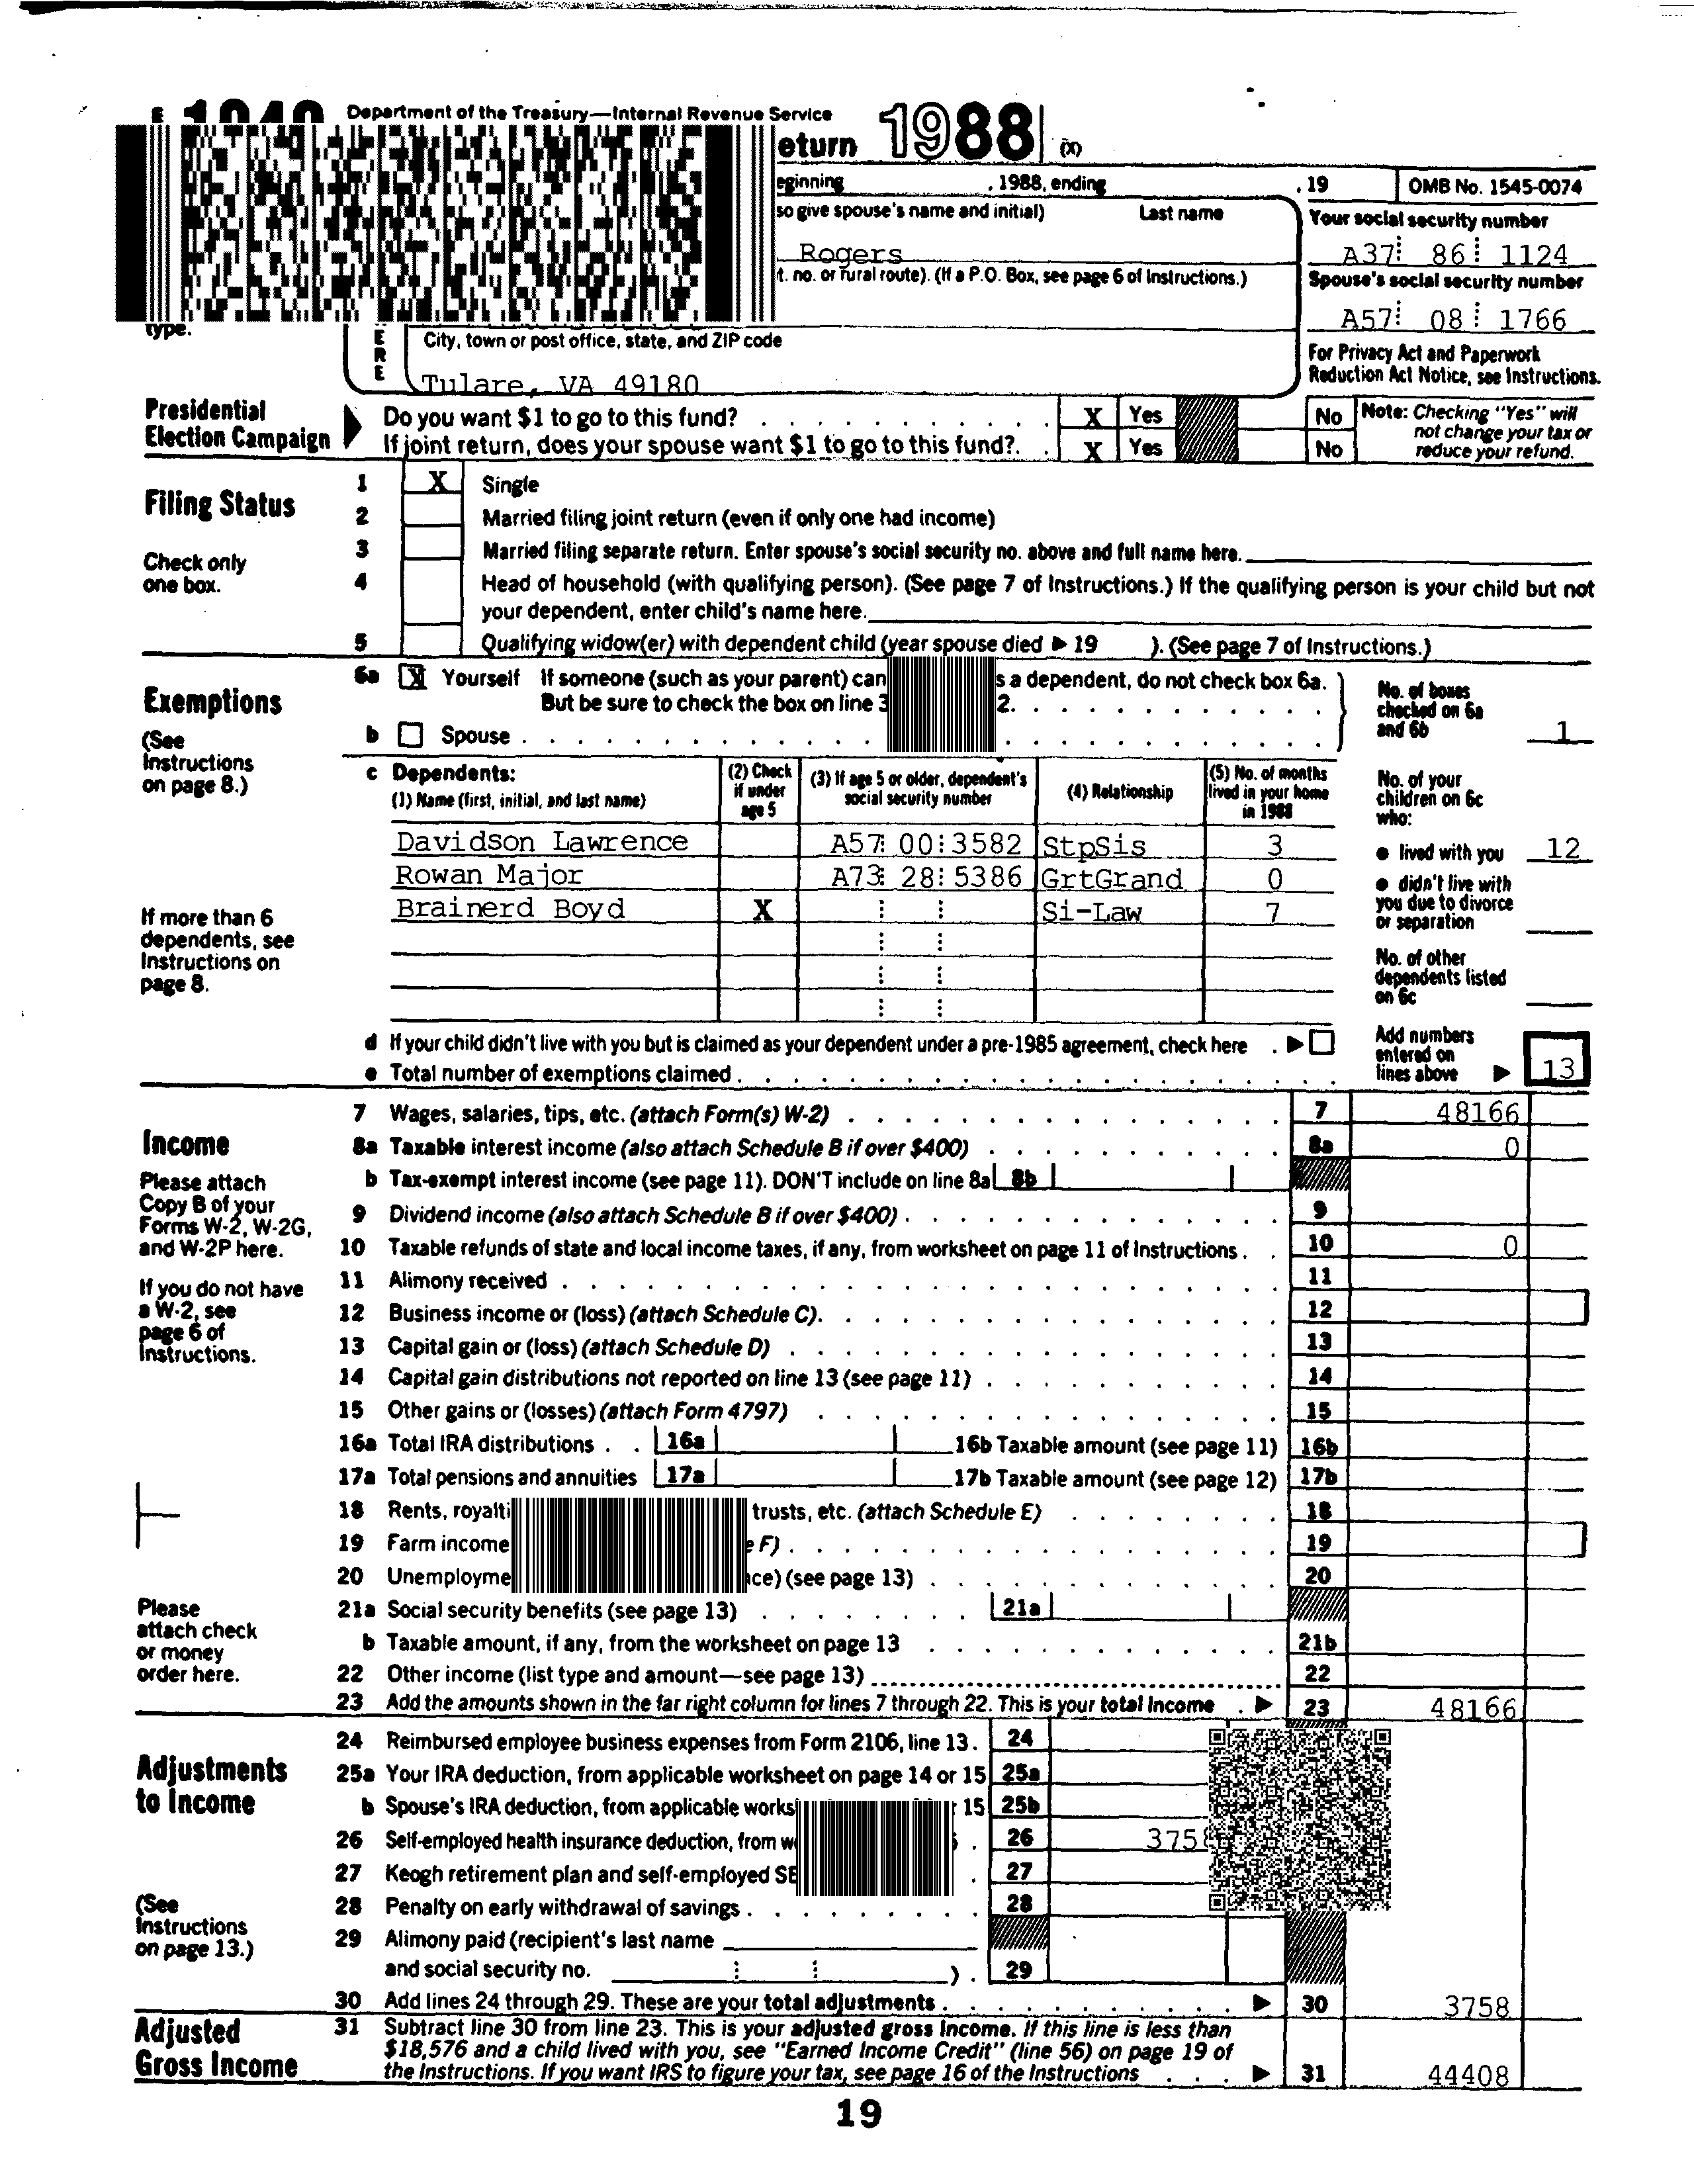 Department of the Treasury—Internal Revenue Service
eturn 1988 (X)
eginning , 1988, ending , 19 OMB No. 1545-0074
so give spouse's name and initial) Last name Your social security number
Rogers A37 86 1124
t. no. or rural route). (If a P.O. Box, see page 6 of Instructions.) Spouse's social security number
A57 08 1766
type. ERE City, town or post office, state, and ZIP code For Privacy Act and Paperwork
Reduction Act Notice, see Instructions.
Tulare, VA 49180
Presidential Election Campaign ▶ Do you want $1 to go to this fund? X Yes No Note: Checking "Yes" will not change your tax or reduce your refund.
If joint return, does your spouse want $1 to go to this fund? X Yes No
Filing Status
Check only one box.
1 X Single
2 Married filing joint return (even if only one had income)
3 Married filing separate return. Enter spouse's social security no. above and full name here.
4 Head of household (with qualifying person). (See page 7 of Instructions.) If the qualifying person is your child but not
your dependent, enter child's name here.
5 Qualifying widow(er) with dependent child (year spouse died ▶ 19 ). (See page 7 of Instructions.)
Exemptions
(See Instructions on page 8.)
6a X Yourself If someone (such as your parent) can s a dependent, do not check box 6a.
But be sure to check the box on line 3 2.
b Spouse
No. of boxes checked on 6a and 6b 1
c Dependents:
(1) Name (first, initial, and last name) (2) Check if under age 5 (3) If age 5 or older, dependent's social security number (4) Relationship (5) No. of months lived in your home in 1988
No. of your children on 6c who:
Davidson Lawrence A57 00 3582 StpSis 3
● lived with you 12
Rowan Major A73 28 5386 GrtGrand 0
● didn't live with you due to divorce or separation
Brainerd Boyd X Si-Law 7
If more than 6 dependents, see Instructions on page 8.
No. of other dependents listed on 6c
d If your child didn't live with you but is claimed as your dependent under a pre-1985 agreement, check here ▶
e Total number of exemptions claimed
Add numbers entered on lines above ▶ 13
Income
Please attach Copy B of your Forms W-2, W-2G, and W-2P here.
If you do not have a W-2, see page 6 of Instructions.
Please attach check or money order here.
7 Wages, salaries, tips, etc. (attach Form(s) W-2) 7 48166
8a Taxable interest income (also attach Schedule B if over $400) 8a 0
b Tax-exempt interest income (see page 11). DON'T include on line 8a 8b
9 Dividend income (also attach Schedule B if over $400) 9
10 Taxable refunds of state and local income taxes, if any, from worksheet on page 11 of Instructions 10 0
11 Alimony received 11
12 Business income or (loss) (attach Schedule C) 12
13 Capital gain or (loss) (attach Schedule D) 13
14 Capital gain distributions not reported on line 13 (see page 11) 14
15 Other gains or (losses) (attach Form 4797) 15
16a Total IRA distributions 16a 16b Taxable amount (see page 11) 16b
17a Total pensions and annuities 17a 17b Taxable amount (see page 12) 17b
18 Rents, royalti trusts, etc. (attach Schedule E) 18
19 Farm income e F) 19
20 Unemployme ce) (see page 13) 20
21a Social security benefits (see page 13) 21a
b Taxable amount, if any, from the worksheet on page 13 21b
22 Other income (list type and amount—see page 13) 22
23 Add the amounts shown in the far right column for lines 7 through 22. This is your total income ▶ 23 48166
Adjustments to Income
(See Instructions on page 13.)
24 Reimbursed employee business expenses from Form 2106, line 13. 24
25a Your IRA deduction, from applicable worksheet on page 14 or 15 25a
b Spouse's IRA deduction, from applicable works 15 25b
26 Self-employed health insurance deduction, from w 26 3758
27 Keogh retirement plan and self-employed SE 27
28 Penalty on early withdrawal of savings 28
29 Alimony paid (recipient's last name
and social security no. ) 29
30 Add lines 24 through 29. These are your total adjustments ▶ 30 3758
Adjusted Gross Income
31 Subtract line 30 from line 23. This is your adjusted gross income. If this line is less than
$18,576 and a child lived with you, see "Earned Income Credit" (line 56) on page 19 of
the Instructions. If you want IRS to figure your tax, see page 16 of the Instructions ▶ 31 44408
19